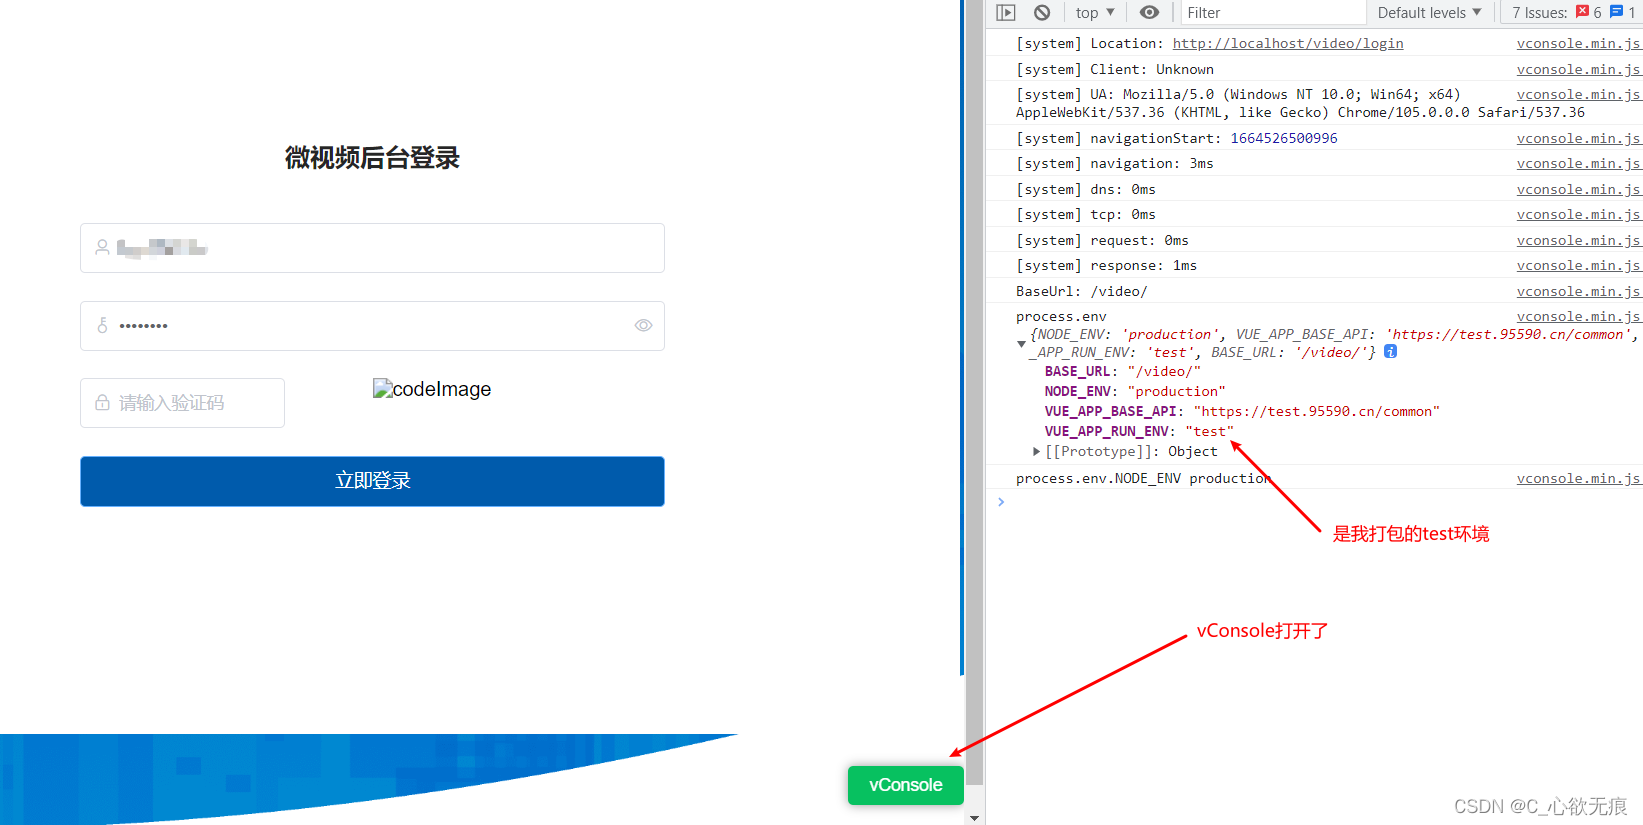 微视频后台登录
••••••••
请输入验证码
codeImage
立即登录
vConsole
top
Filter
Default levels
7 Issues: 6 1
[system] Location: http://localhost/video/login vconsole.min.js
[system] Client: Unknown vconsole.min.js
[system] UA: Mozilla/5.0 (Windows NT 10.0; Win64; x64) vconsole.min.js
AppleWebKit/537.36 (KHTML, like Gecko) Chrome/105.0.0.0 Safari/537.36
[system] navigationStart: 1664526500996 vconsole.min.js
[system] navigation: 3ms vconsole.min.js
[system] dns: 0ms vconsole.min.js
[system] tcp: 0ms vconsole.min.js
[system] request: 0ms vconsole.min.js
[system] response: 1ms vconsole.min.js
BaseUrl: /video/ vconsole.min.js
process.env vconsole.min.js
{NODE_ENV: 'production', VUE_APP_BASE_API: 'https://test.95590.cn/common',
_APP_RUN_ENV: 'test', BASE_URL: '/video/'}
BASE_URL: "/video/"
NODE_ENV: "production"
VUE_APP_BASE_API: "https://test.95590.cn/common"
VUE_APP_RUN_ENV: "test"
[[Prototype]]: Object
process.env.NODE_ENV production vconsole.min.js
是我打包的test环境
vConsole打开了
CSDN @C_心欲无痕